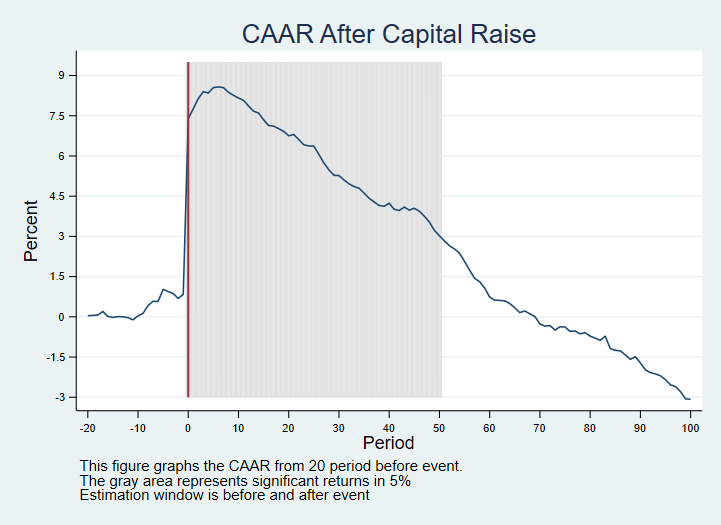 CAAR After Capital Raise
9
7.5
6
4.5
3
1.5
0
-1.5
-3
Percent
-20 -10 0 10 20 30 40 50 60 70 80 90 100
Period
This figure graphs the CAAR from 20 period before event.
The gray area represents significant returns in 5%
Estimation window is before and after event